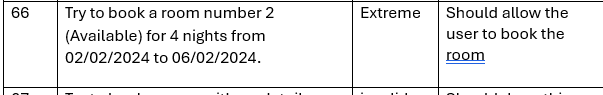 66 Try to book a room number 2 Extreme Should allow the
(Available) for 4 nights from user to book the
02/02/2024 to 06/02/2024. room